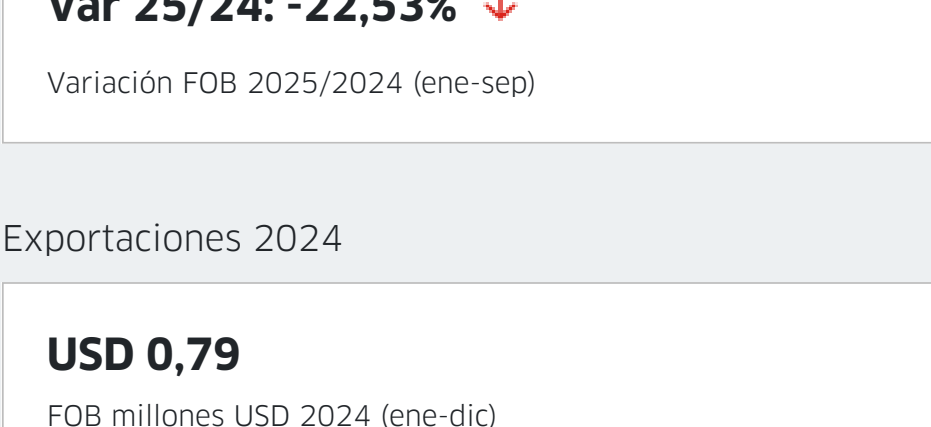 Var 25/24: -22,53%
Variación FOB 2025/2024 (ene-sep)
Exportaciones 2024
USD 0,79
FOB millones USD 2024 (ene-dic)